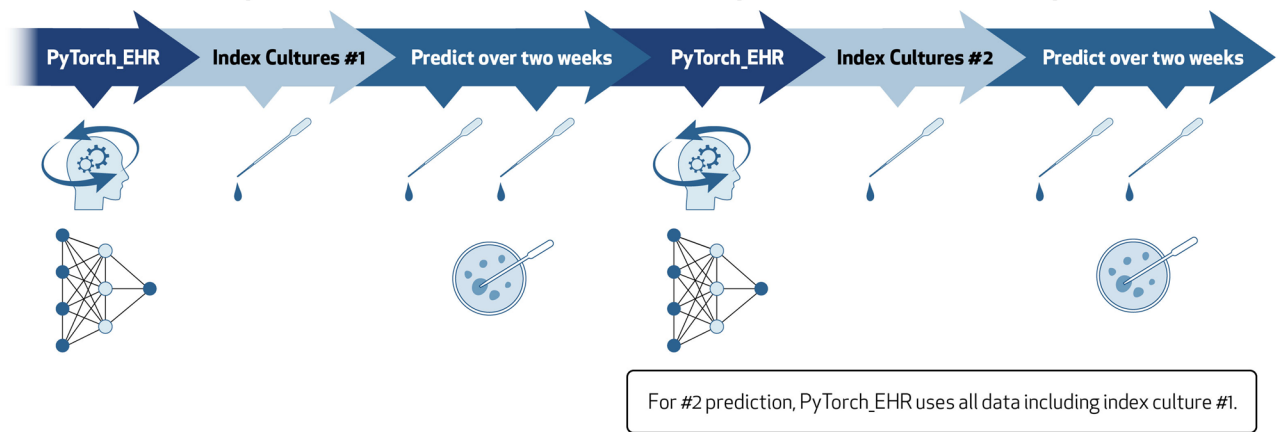 PyTorch_EHR
Index Cultures #1
Predict over two weeks
PyTorch_EHR
Index Cultures #2
Predict over two weeks
For #2 prediction, PyTorch_EHR uses all data including index culture #1.